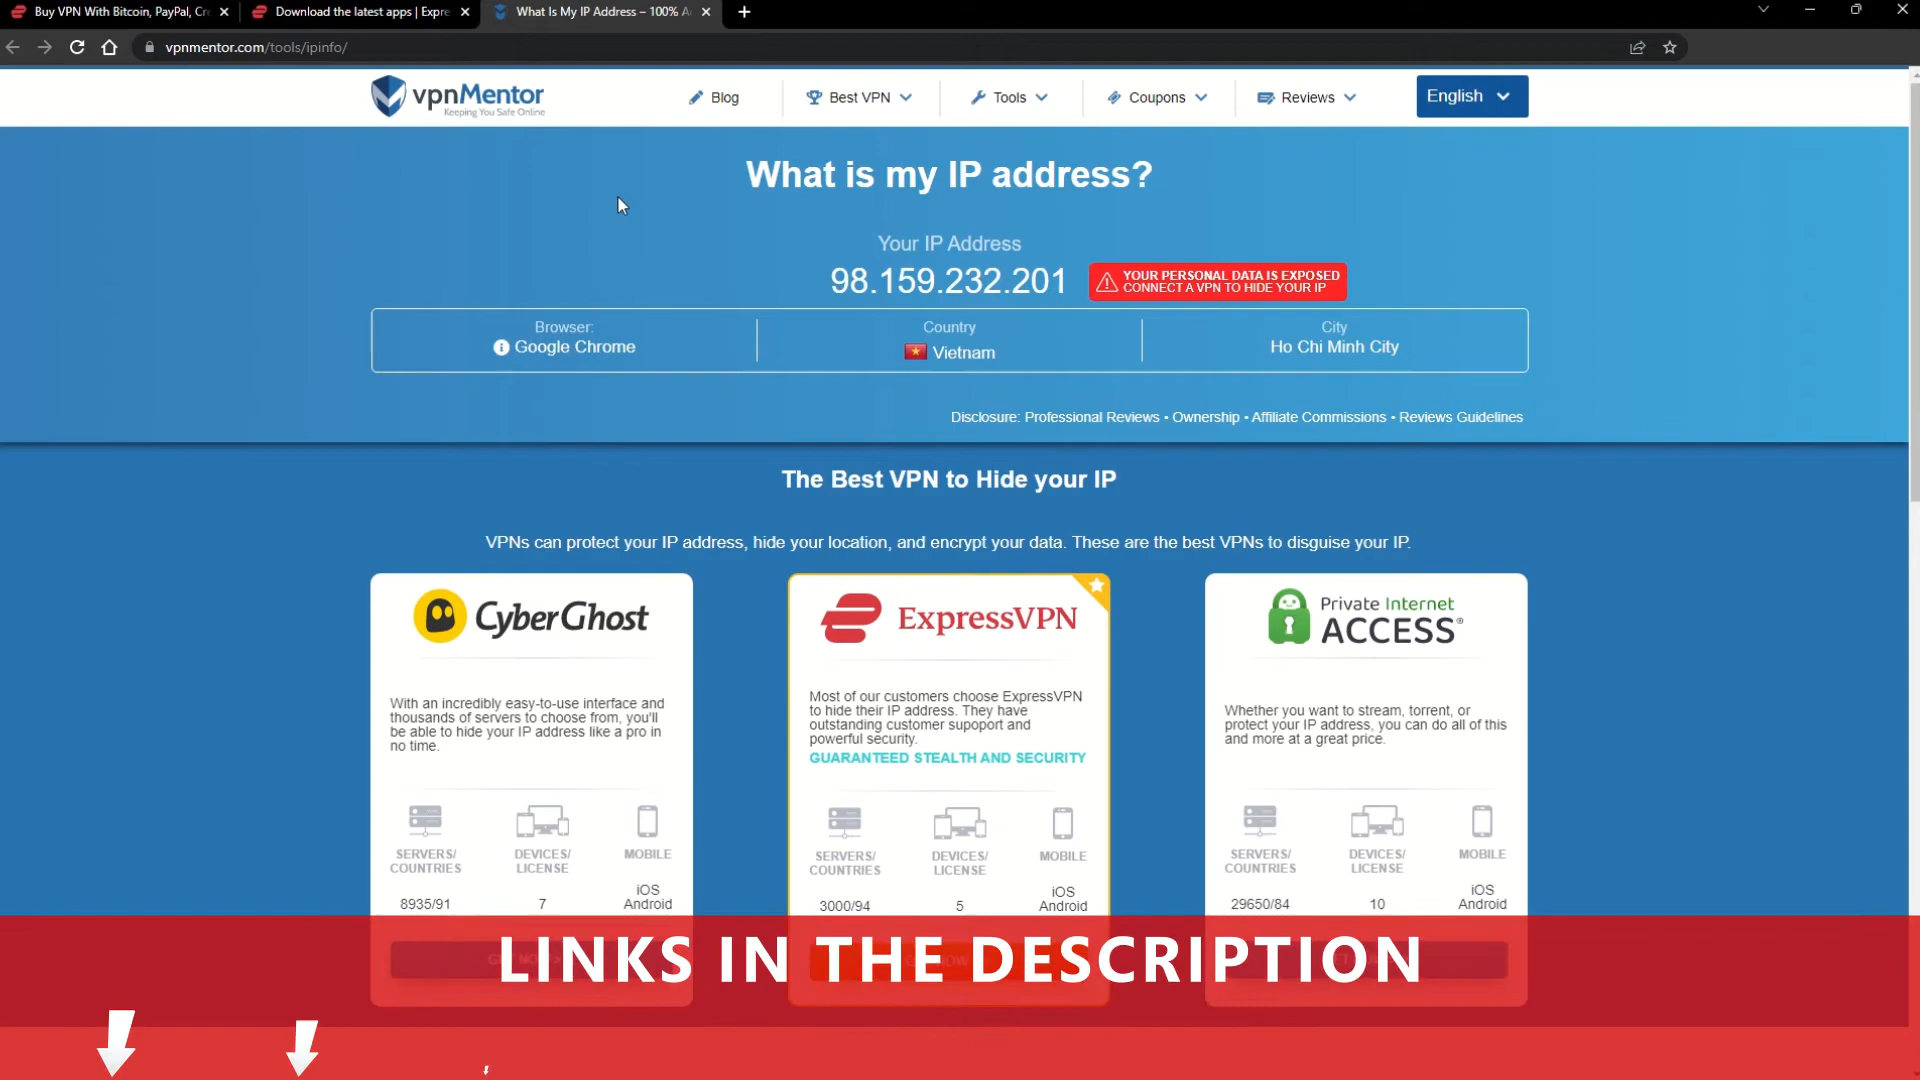 Buy VPN With Bitcoin, PayPal, Cr
Download the latest apps | Expre
What Is My IP Address – 100% A
vpnmentor.com/tools/ipinfo/
vpnMentor
Keeping You Safe Online
Blog
Best VPN
Tools
Coupons
Reviews
English
What is my IP address?
Your IP Address
98.159.232.201
YOUR PERSONAL DATA IS EXPOSED
CONNECT A VPN TO HIDE YOUR IP
Browser:
Google Chrome
Country
Vietnam
City
Ho Chi Minh City
Disclosure: Professional Reviews • Ownership • Affiliate Commissions • Reviews Guidelines
The Best VPN to Hide your IP
VPNs can protect your IP address, hide your location, and encrypt your data. These are the best VPNs to disguise your IP.
CyberGhost
With an incredibly easy-to-use interface and
thousands of servers to choose from, you'll
be able to hide your IP address like a pro in
no time.
SERVERS/
COUNTRIES
DEVICES/
LICENSE
MOBILE
8935/91
7
iOS
Android
ExpressVPN
Most of our customers choose ExpressVPN
to hide their IP address. They have
outstanding customer supoport and
powerful security.
GUARANTEED STEALTH AND SECURITY
SERVERS/
COUNTRIES
DEVICES/
LICENSE
MOBILE
3000/94
5
iOS
Android
Private Internet
ACCESS®
Whether you want to stream, torrent, or
protect your IP address, you can do all of this
and more at a great price.
SERVERS/
COUNTRIES
DEVICES/
LICENSE
MOBILE
29650/84
10
iOS
Android
LINKS IN THE DESCRIPTION